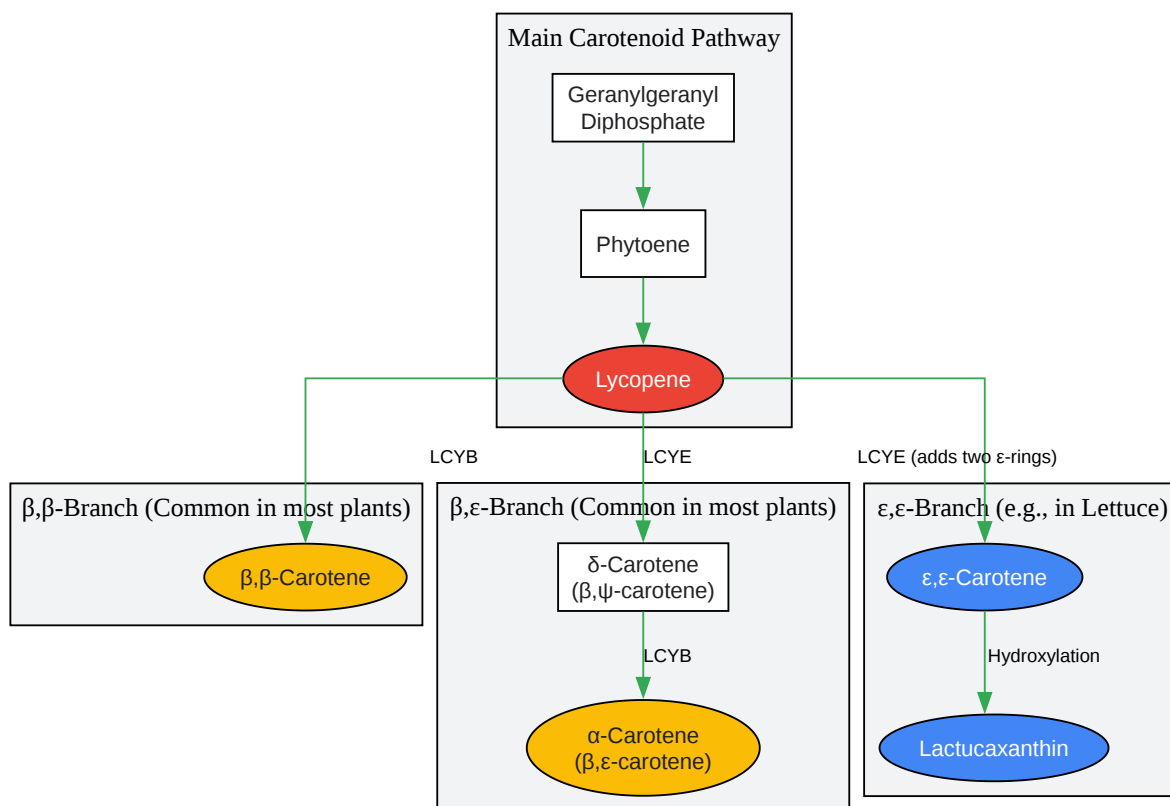 Main Carotenoid Pathway
Geranylgeranyl
Diphosphate
Phytoene
Lycopene
LCYB
LCYE
LCYE (adds two ε-rings)
β,β-Branch (Common in most plants)
β,β-Carotene
β,ε-Branch (Common in most plants)
δ-Carotene
(β,ψ-carotene)
LCYB
α-Carotene
(β,ε-carotene)
ε,ε-Branch (e.g., in Lettuce)
ε,ε-Carotene
Hydroxylation
Lactucaxanthin